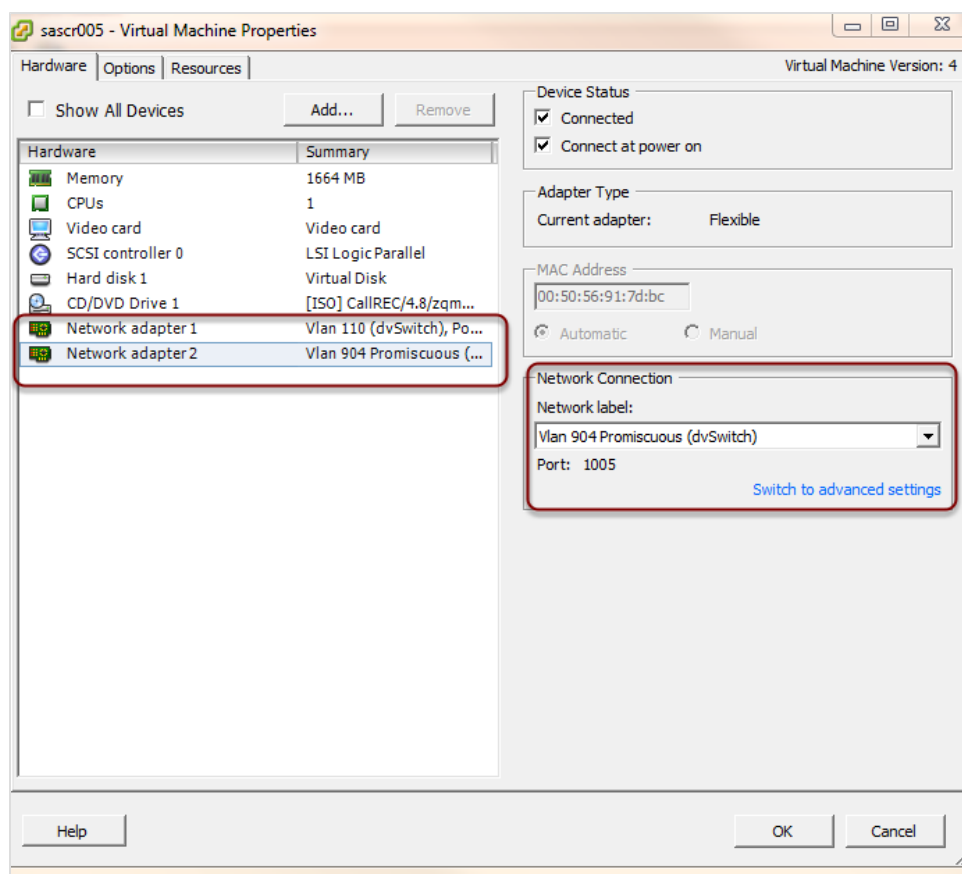 sascr005 - Virtual Machine Properties
Hardware Options Resources Virtual Machine Version: 4
Show All Devices Add... Remove
Hardware Summary
Memory 1664 MB
CPUs 1
Video card Video card
SCSI controller 0 LSI Logic Parallel
Hard disk 1 Virtual Disk
CD/DVD Drive 1 [ISO] CallREC/4.8/zqm...
Network adapter 1 Vlan 110 (dvSwitch), Po...
Network adapter 2 Vlan 904 Promiscuous (...
Device Status
Connected
Connect at power on
Adapter Type
Current adapter: Flexible
MAC Address
00:50:56:91:7d:bc
Automatic Manual
Network Connection
Network label:
Vlan 904 Promiscuous (dvSwitch)
Port: 1005
Switch to advanced settings
Help OK Cancel